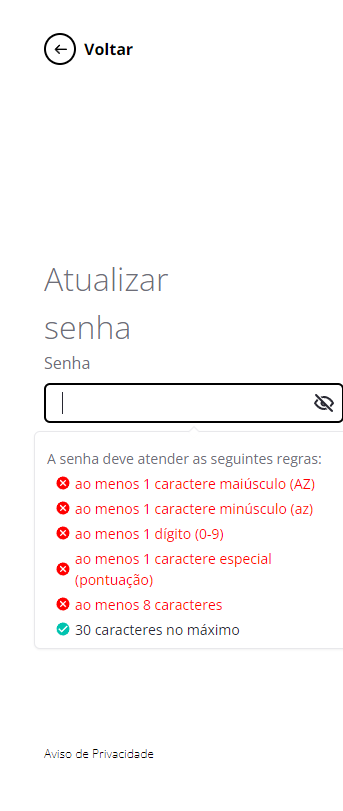 Voltar
Atualizar
senha
Senha
A senha deve atender as seguintes regras:
ao menos 1 caractere maiúsculo (AZ)
ao menos 1 caractere minúsculo (az)
ao menos 1 dígito (0-9)
ao menos 1 caractere especial
(pontuação)
ao menos 8 caracteres
30 caracteres no máximo
Aviso de Privacidade